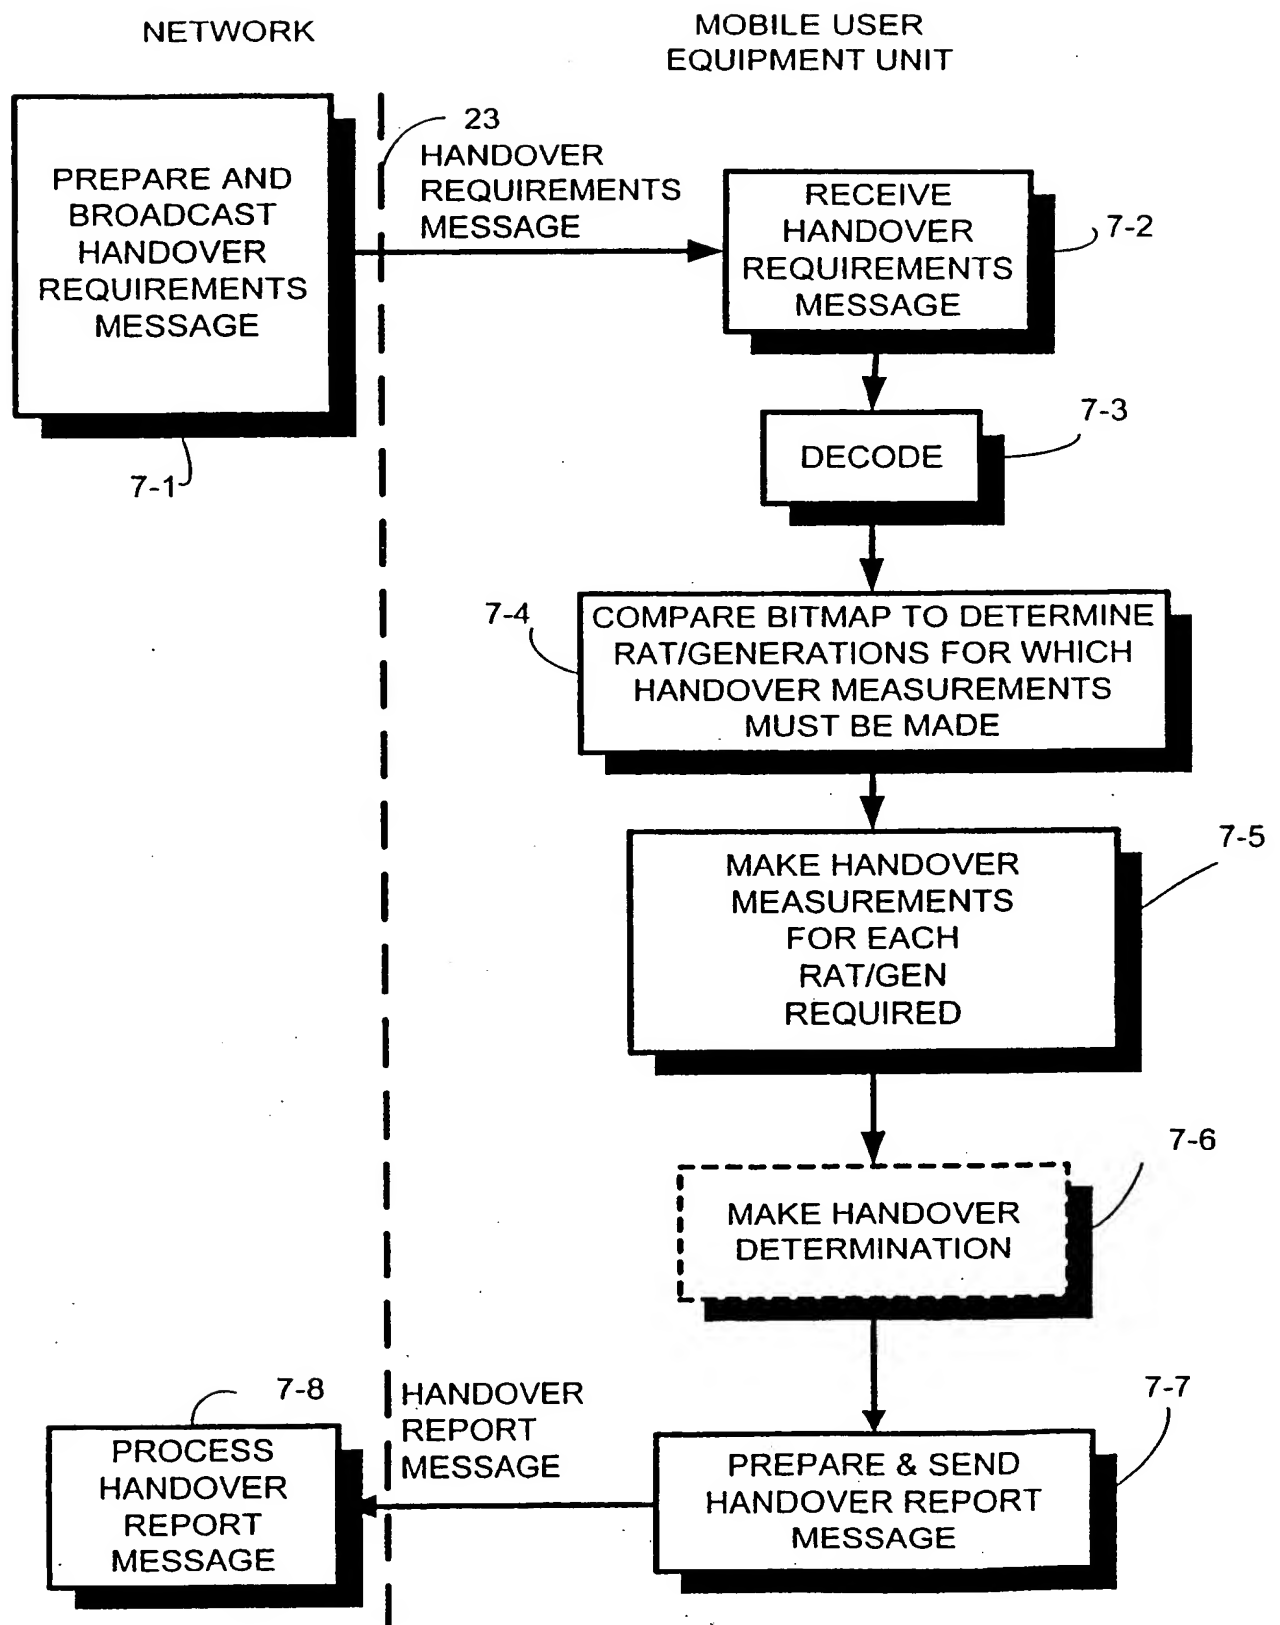 NETWORK
MOBILE USER
EQUIPMENT UNIT
PREPARE AND
BROADCAST
HANDOVER
REQUIREMENTS
MESSAGE
7-1
23
HANDOVER
REQUIREMENTS
MESSAGE
RECEIVE
HANDOVER
REQUIREMENTS
MESSAGE
7-2
DECODE
7-3
7-4
COMPARE BITMAP TO DETERMINE
RAT/GENERATIONS FOR WHICH
HANDOVER MEASUREMENTS
MUST BE MADE
MAKE HANDOVER
MEASUREMENTS
FOR EACH
RAT/GEN
REQUIRED
7-5
MAKE HANDOVER
DETERMINATION
7-6
PREPARE & SEND
HANDOVER REPORT
MESSAGE
7-7
HANDOVER
REPORT
MESSAGE
7-8
PROCESS
HANDOVER
REPORT
MESSAGE